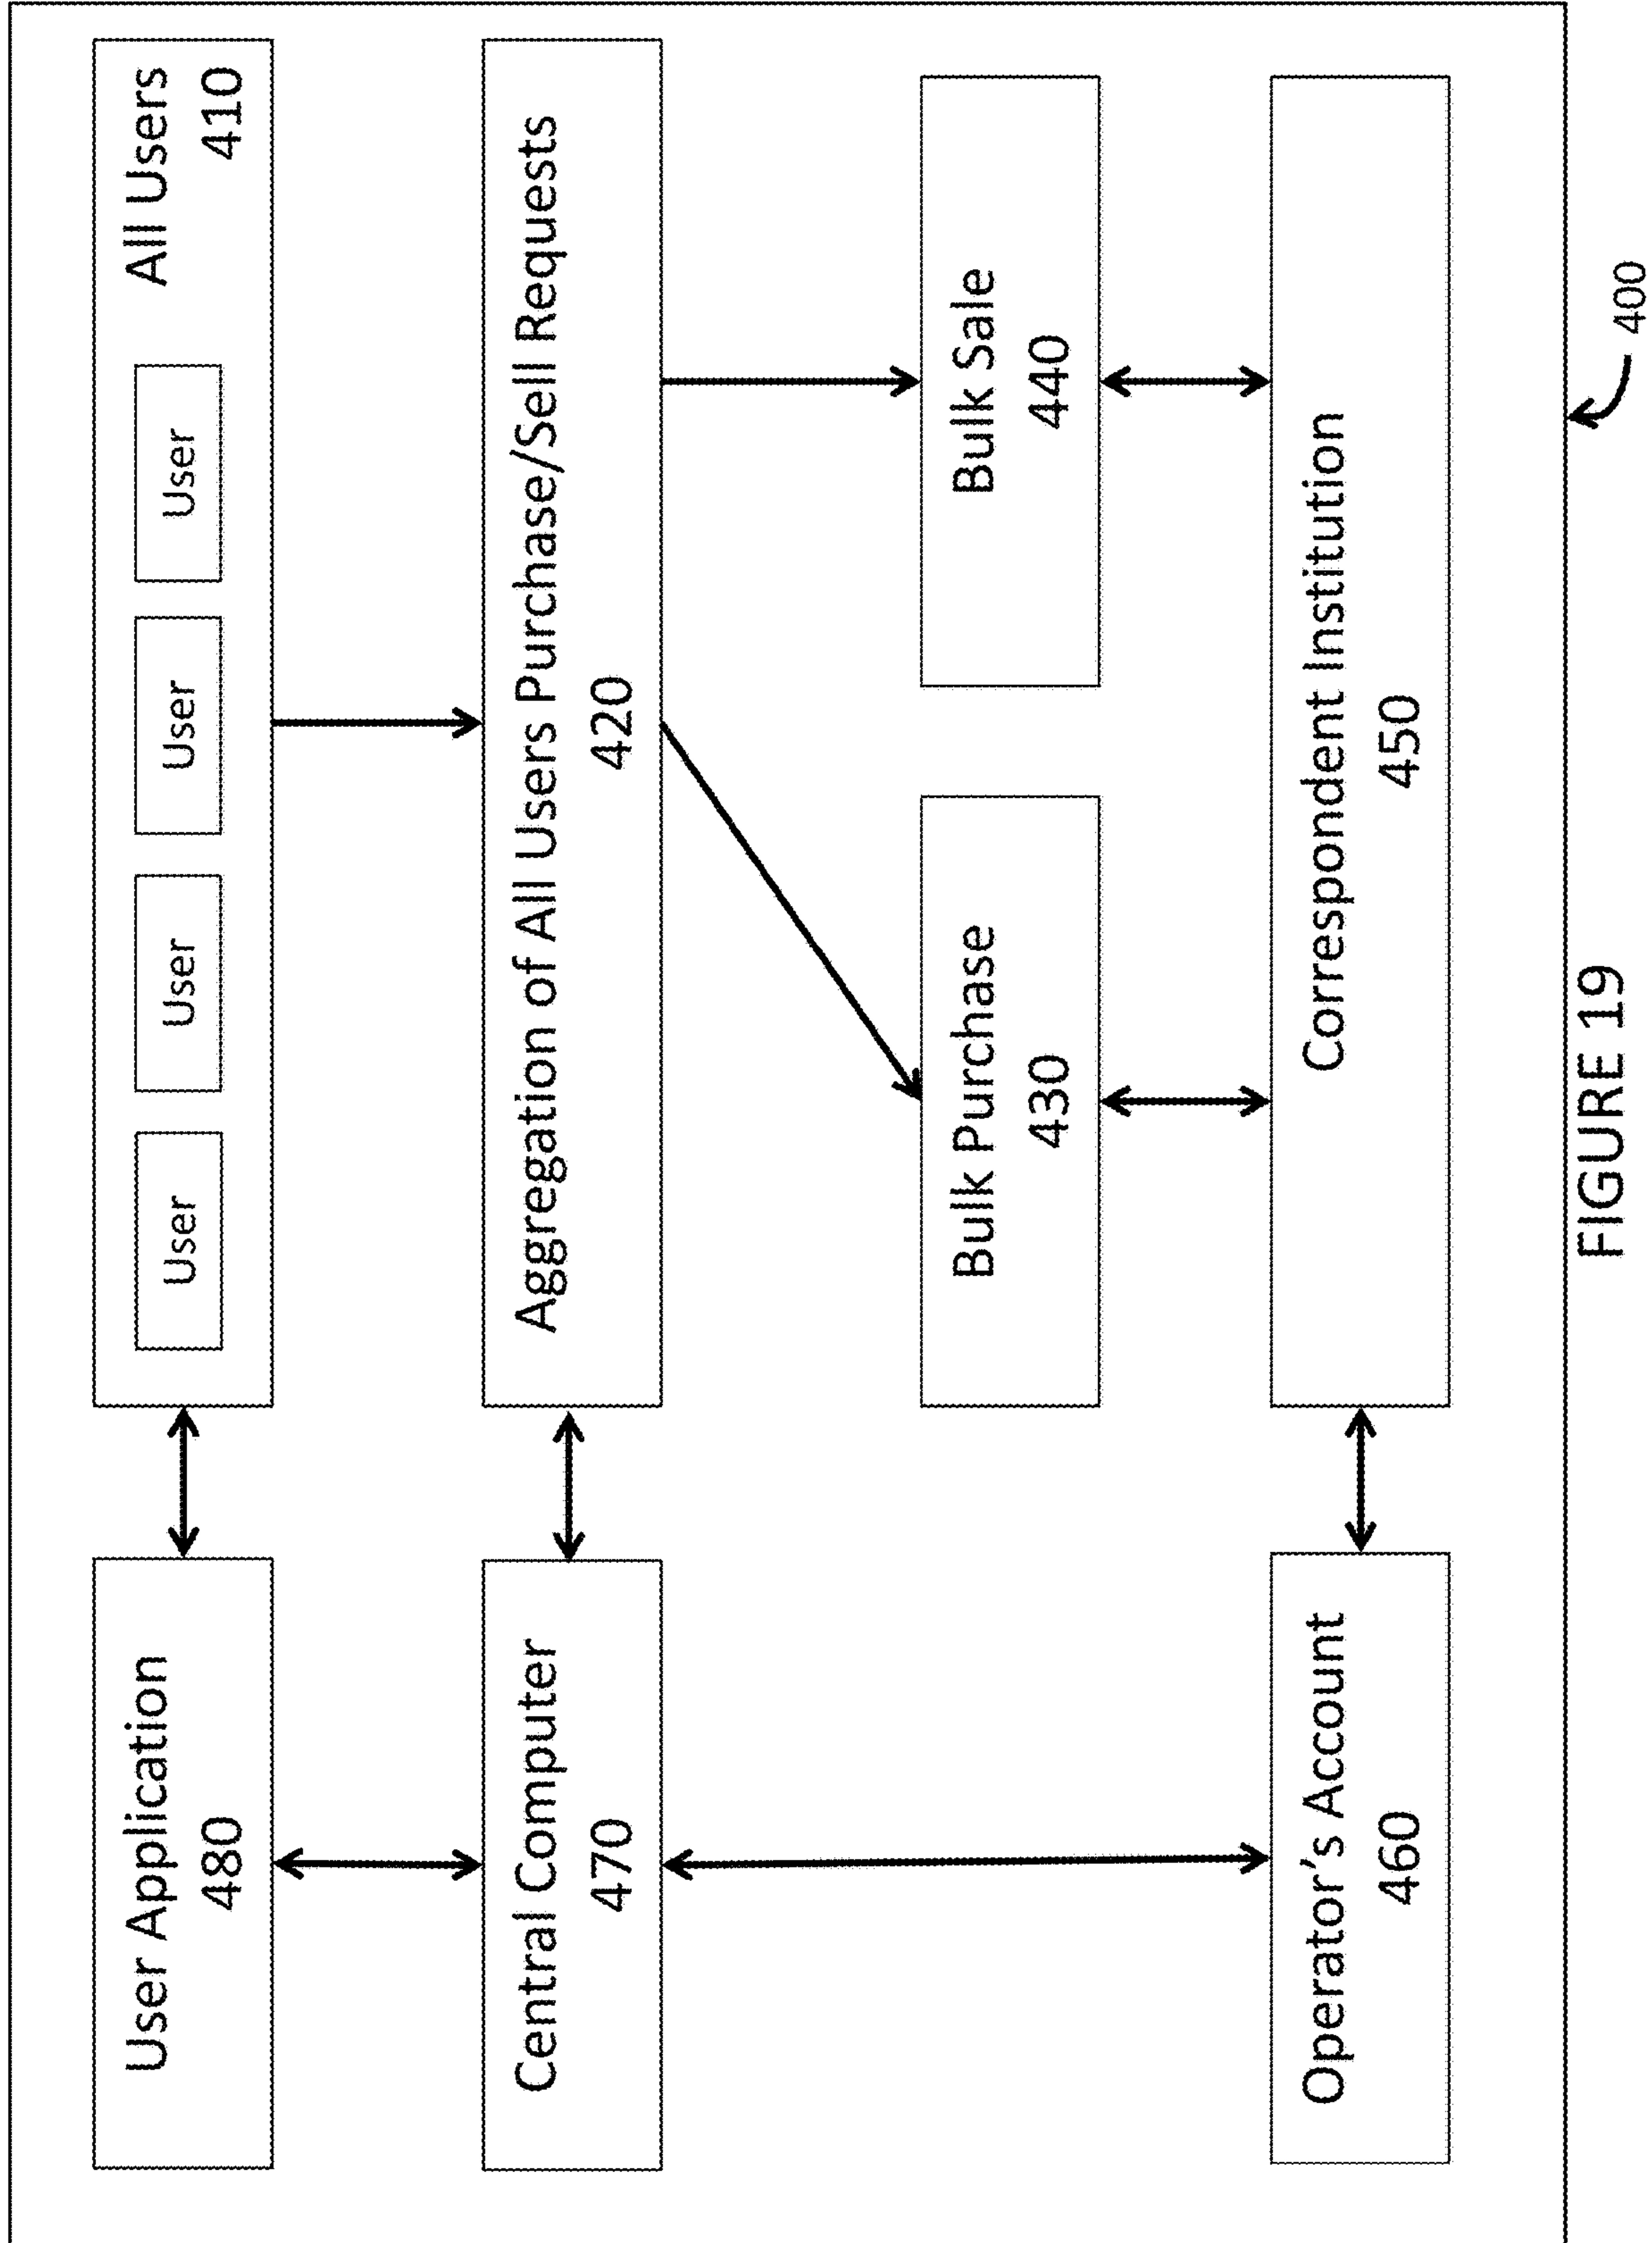 User Application
480
User
User
User
User
All Users
410
Central Computer
470
Aggregation of All Users Purchase/Sell Requests
420
Bulk Purchase
430
Bulk Sale
440
Operator's Account
460
Correspondent Institution
450
400
FIGURE 19